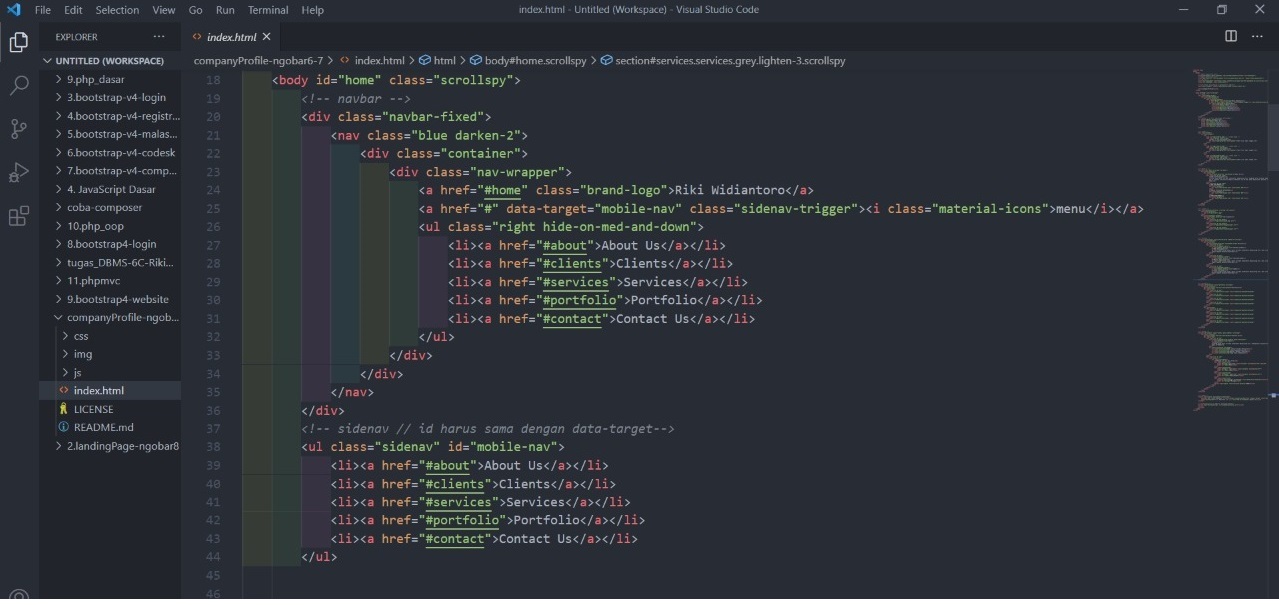 File Edit Selection View Go Run Terminal Help
index.html - Untitled (Workspace) - Visual Studio Code
EXPLORER
index.html
UNTITLED (WORKSPACE)
9.php_dasar
3.bootstrap-v4-login
4.bootstrap-v4-registr...
5.bootstrap-v4-malas...
6.bootstrap-v4-codesk
7.bootstrap-v4-comp...
4. JavaScript Dasar
coba-composer
10.php_oop
8.bootstrap4-login
tugas_DBMS-6C-Riki...
11.phpmvc
9.bootstrap4-website
companyProfile-ngob...
css
img
js
index.html
LICENSE
README.md
2.landingPage-ngobar8
companyProfile-ngobar6-7 > index.html > html > body#home.scrollspy > section#services.services.grey.lighten-3.scrollspy
18 <body id="home" class="scrollspy">
19 <!-- navbar -->
20 <div class="navbar-fixed">
21 <nav class="blue darken-2">
22 <div class="container">
23 <div class="nav-wrapper">
24 <a href="#home" class="brand-logo">Riki Widiantoro</a>
25 <a href="#" data-target="mobile-nav" class="sidenav-trigger"><i class="material-icons">menu</i></a>
26 <ul class="right hide-on-med-and-down">
27 <li><a href="#about">About Us</a></li>
28 <li><a href="#clients">Clients</a></li>
29 <li><a href="#services">Services</a></li>
30 <li><a href="#portfolio">Portfolio</a></li>
31 <li><a href="#contact">Contact Us</a></li>
32 </ul>
33 </div>
34 </div>
35 </nav>
36 </div>
37 <!-- sidenav // id harus sama dengan data-target-->
38 <ul class="sidenav" id="mobile-nav">
39 <li><a href="#about">About Us</a></li>
40 <li><a href="#clients">Clients</a></li>
41 <li><a href="#services">Services</a></li>
42 <li><a href="#portfolio">Portfolio</a></li>
43 <li><a href="#contact">Contact Us</a></li>
44 </ul>
45
46